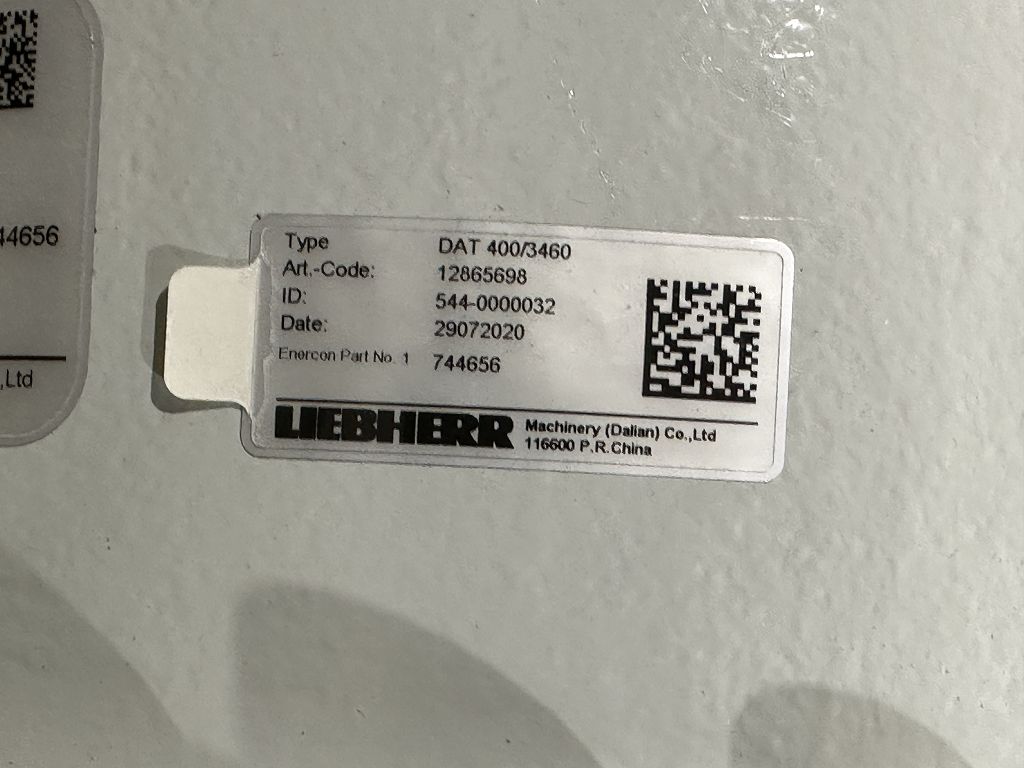 44656
,Ltd
Type DAT 400/3460
Art.-Code: 12865698
ID: 544-0000032
Date: 29072020
Enercon Part No. 1 744656
LIEBHERR Machinery (Dalian) Co.,Ltd
116600 P.R.China